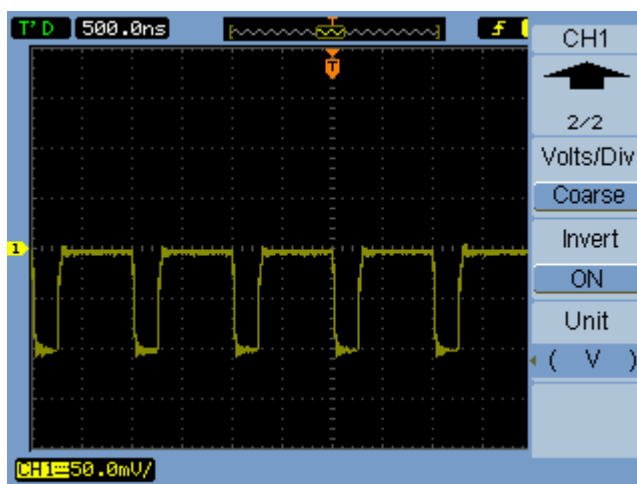 T'D 500.0ns
T
T
CH1
2/2
Volts/Div
Coarse
1
Invert
ON
Unit
( V )
CH1 50.0mV/